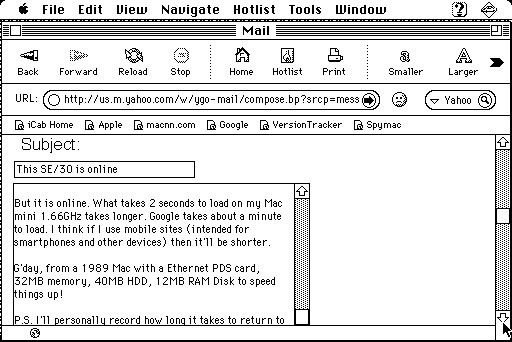 File Edit View Navigate Hotlist Tools Window
Mail
Back Forward Reload Stop Home Hotlist Print Smaller Larger
URL: http://us.m.yahoo.com/w/ygo-mail/compose.bp?srcp=mess Yahoo
iCab Home Apple macnn.com Google VersionTracker Spymac
Subject:
This SE/30 is online
But it is online. What takes 2 seconds to load on my Mac
mini 1.66GHz takes longer. Google takes about a minute
to load. I think if I use mobile sites (intended for
smartphones and other devices) then it'll be shorter.
G'day, from a 1989 Mac with a Ethernet PDS card,
32MB memory, 40MB HDD, 12MB RAM Disk to speed
things up!
P.S. I'll personally record how long it takes to return to